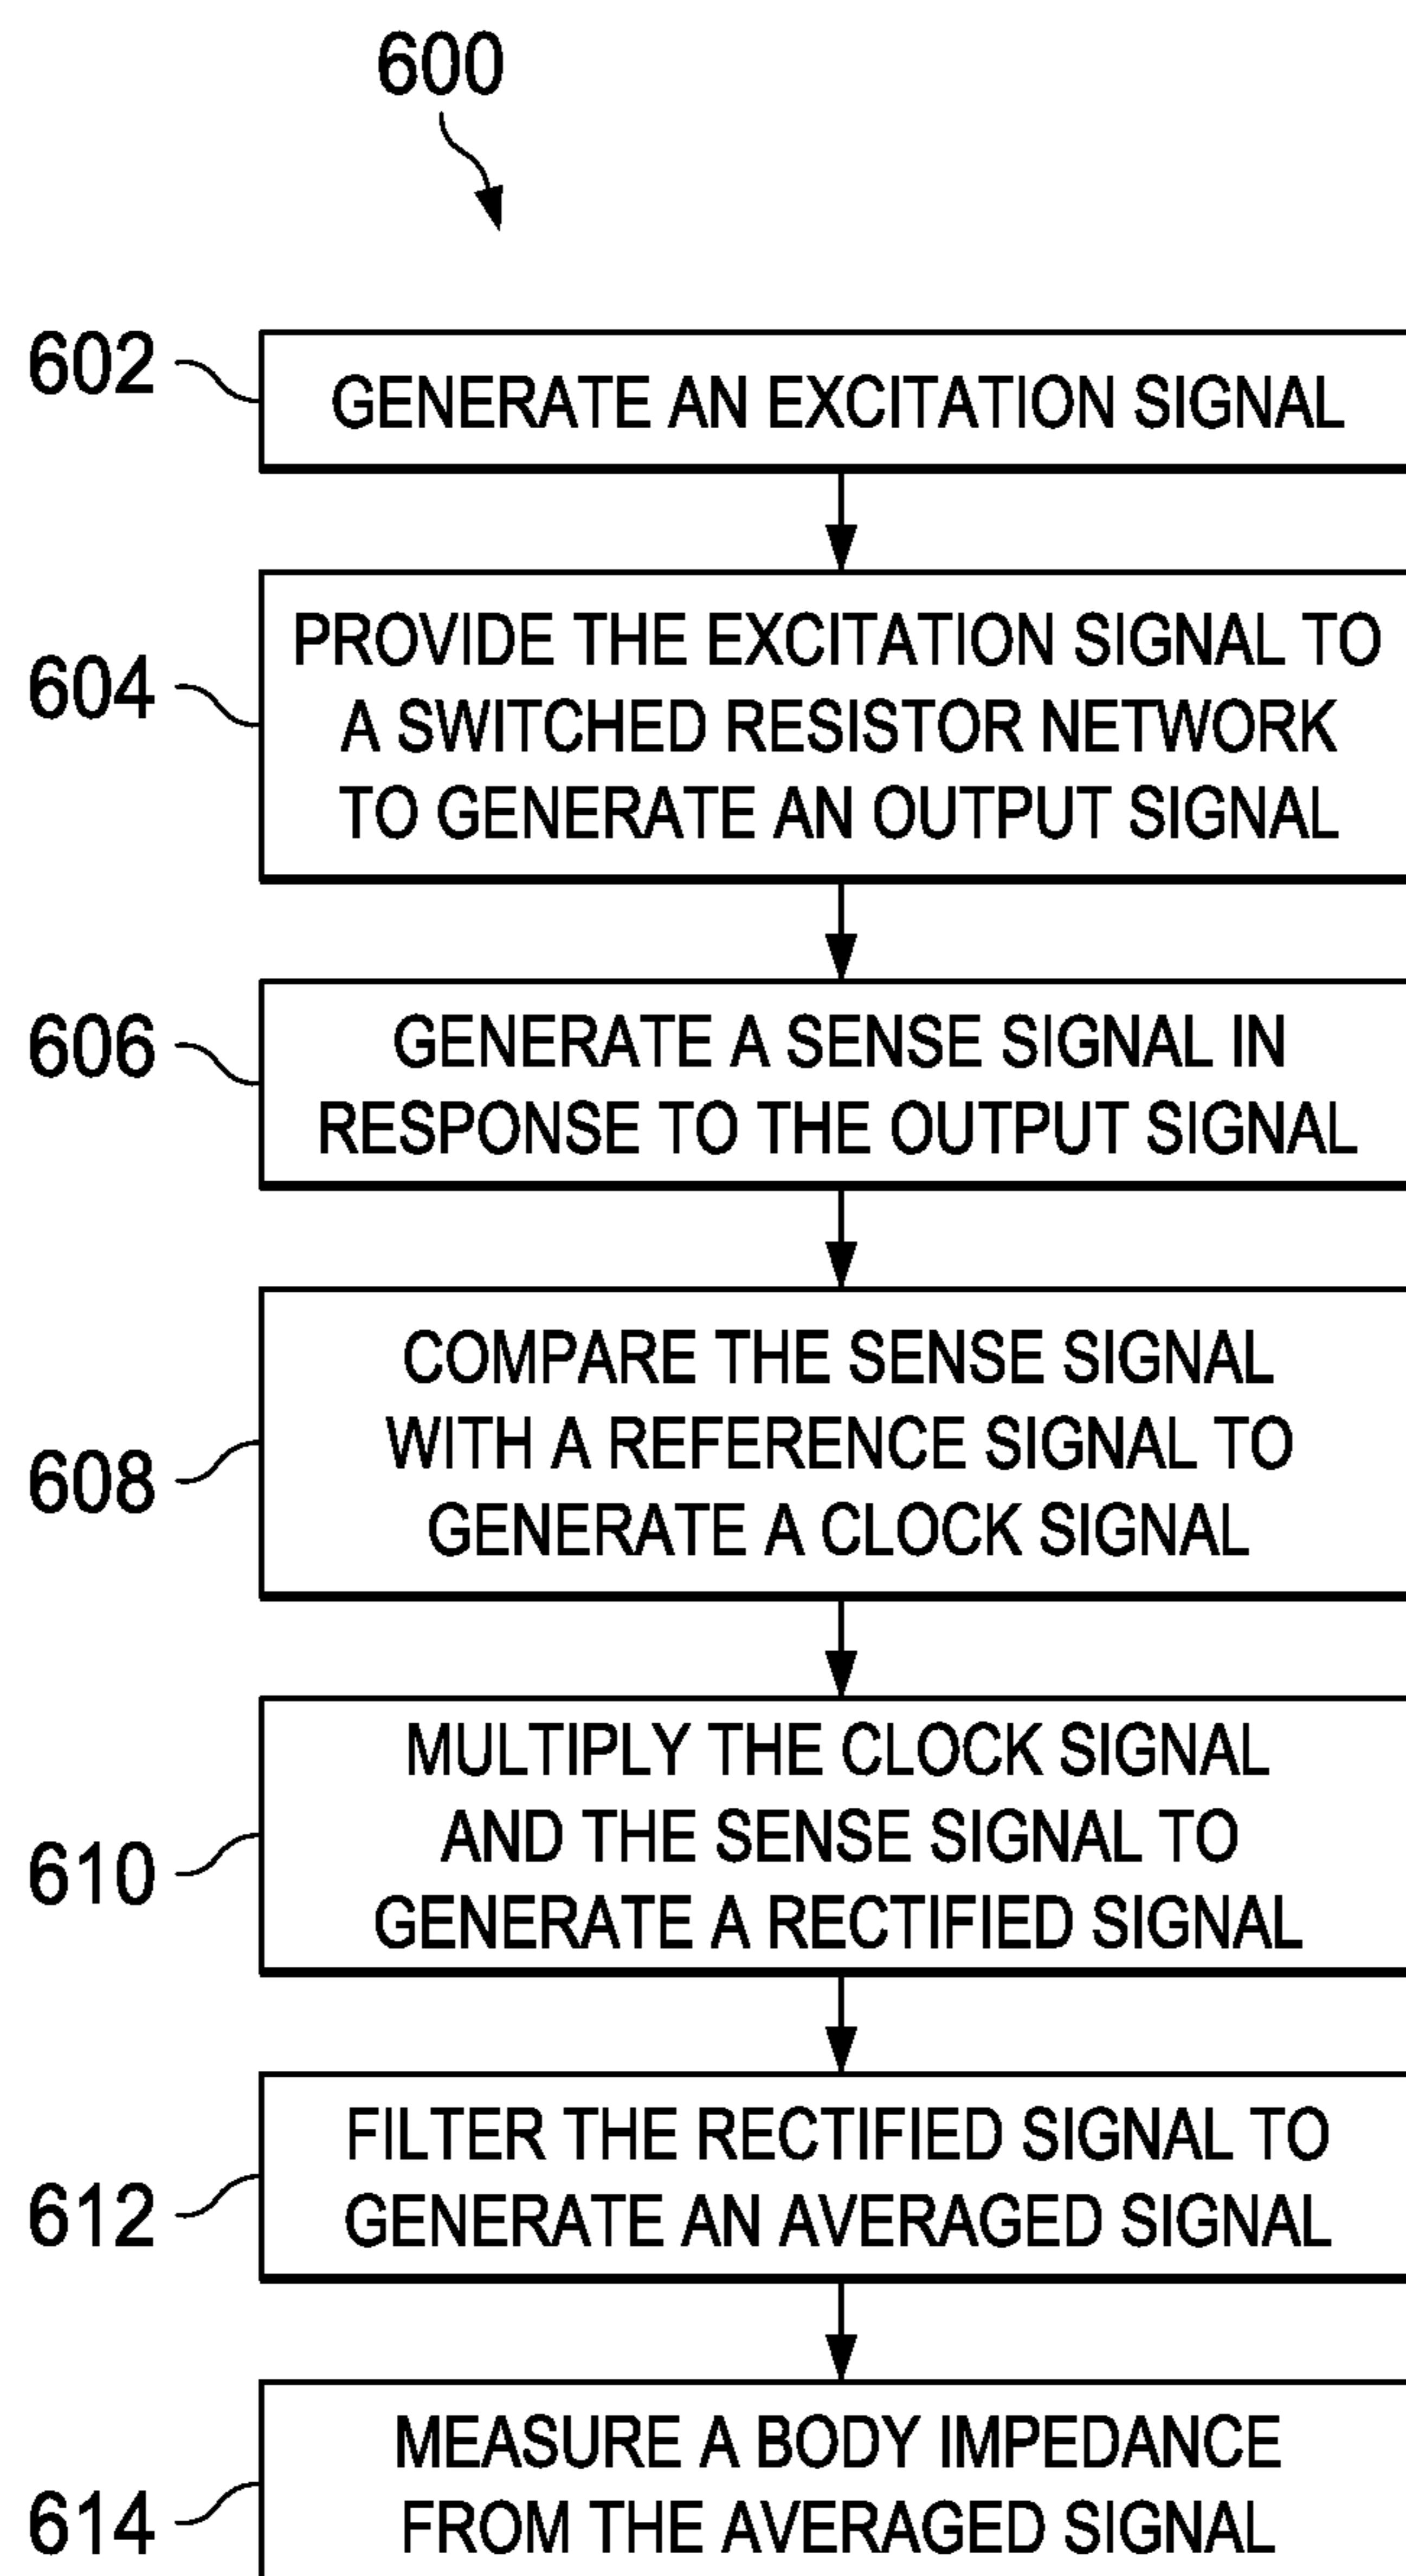 600
602
GENERATE AN EXCITATION SIGNAL
604
PROVIDE THE EXCITATION SIGNAL TO
A SWITCHED RESISTOR NETWORK
TO GENERATE AN OUTPUT SIGNAL
606
GENERATE A SENSE SIGNAL IN
RESPONSE TO THE OUTPUT SIGNAL
608
COMPARE THE SENSE SIGNAL
WITH A REFERENCE SIGNAL TO
GENERATE A CLOCK SIGNAL
610
MULTIPLY THE CLOCK SIGNAL
AND THE SENSE SIGNAL TO
GENERATE A RECTIFIED SIGNAL
612
FILTER THE RECTIFIED SIGNAL TO
GENERATE AN AVERAGED SIGNAL
614
MEASURE A BODY IMPEDANCE
FROM THE AVERAGED SIGNAL